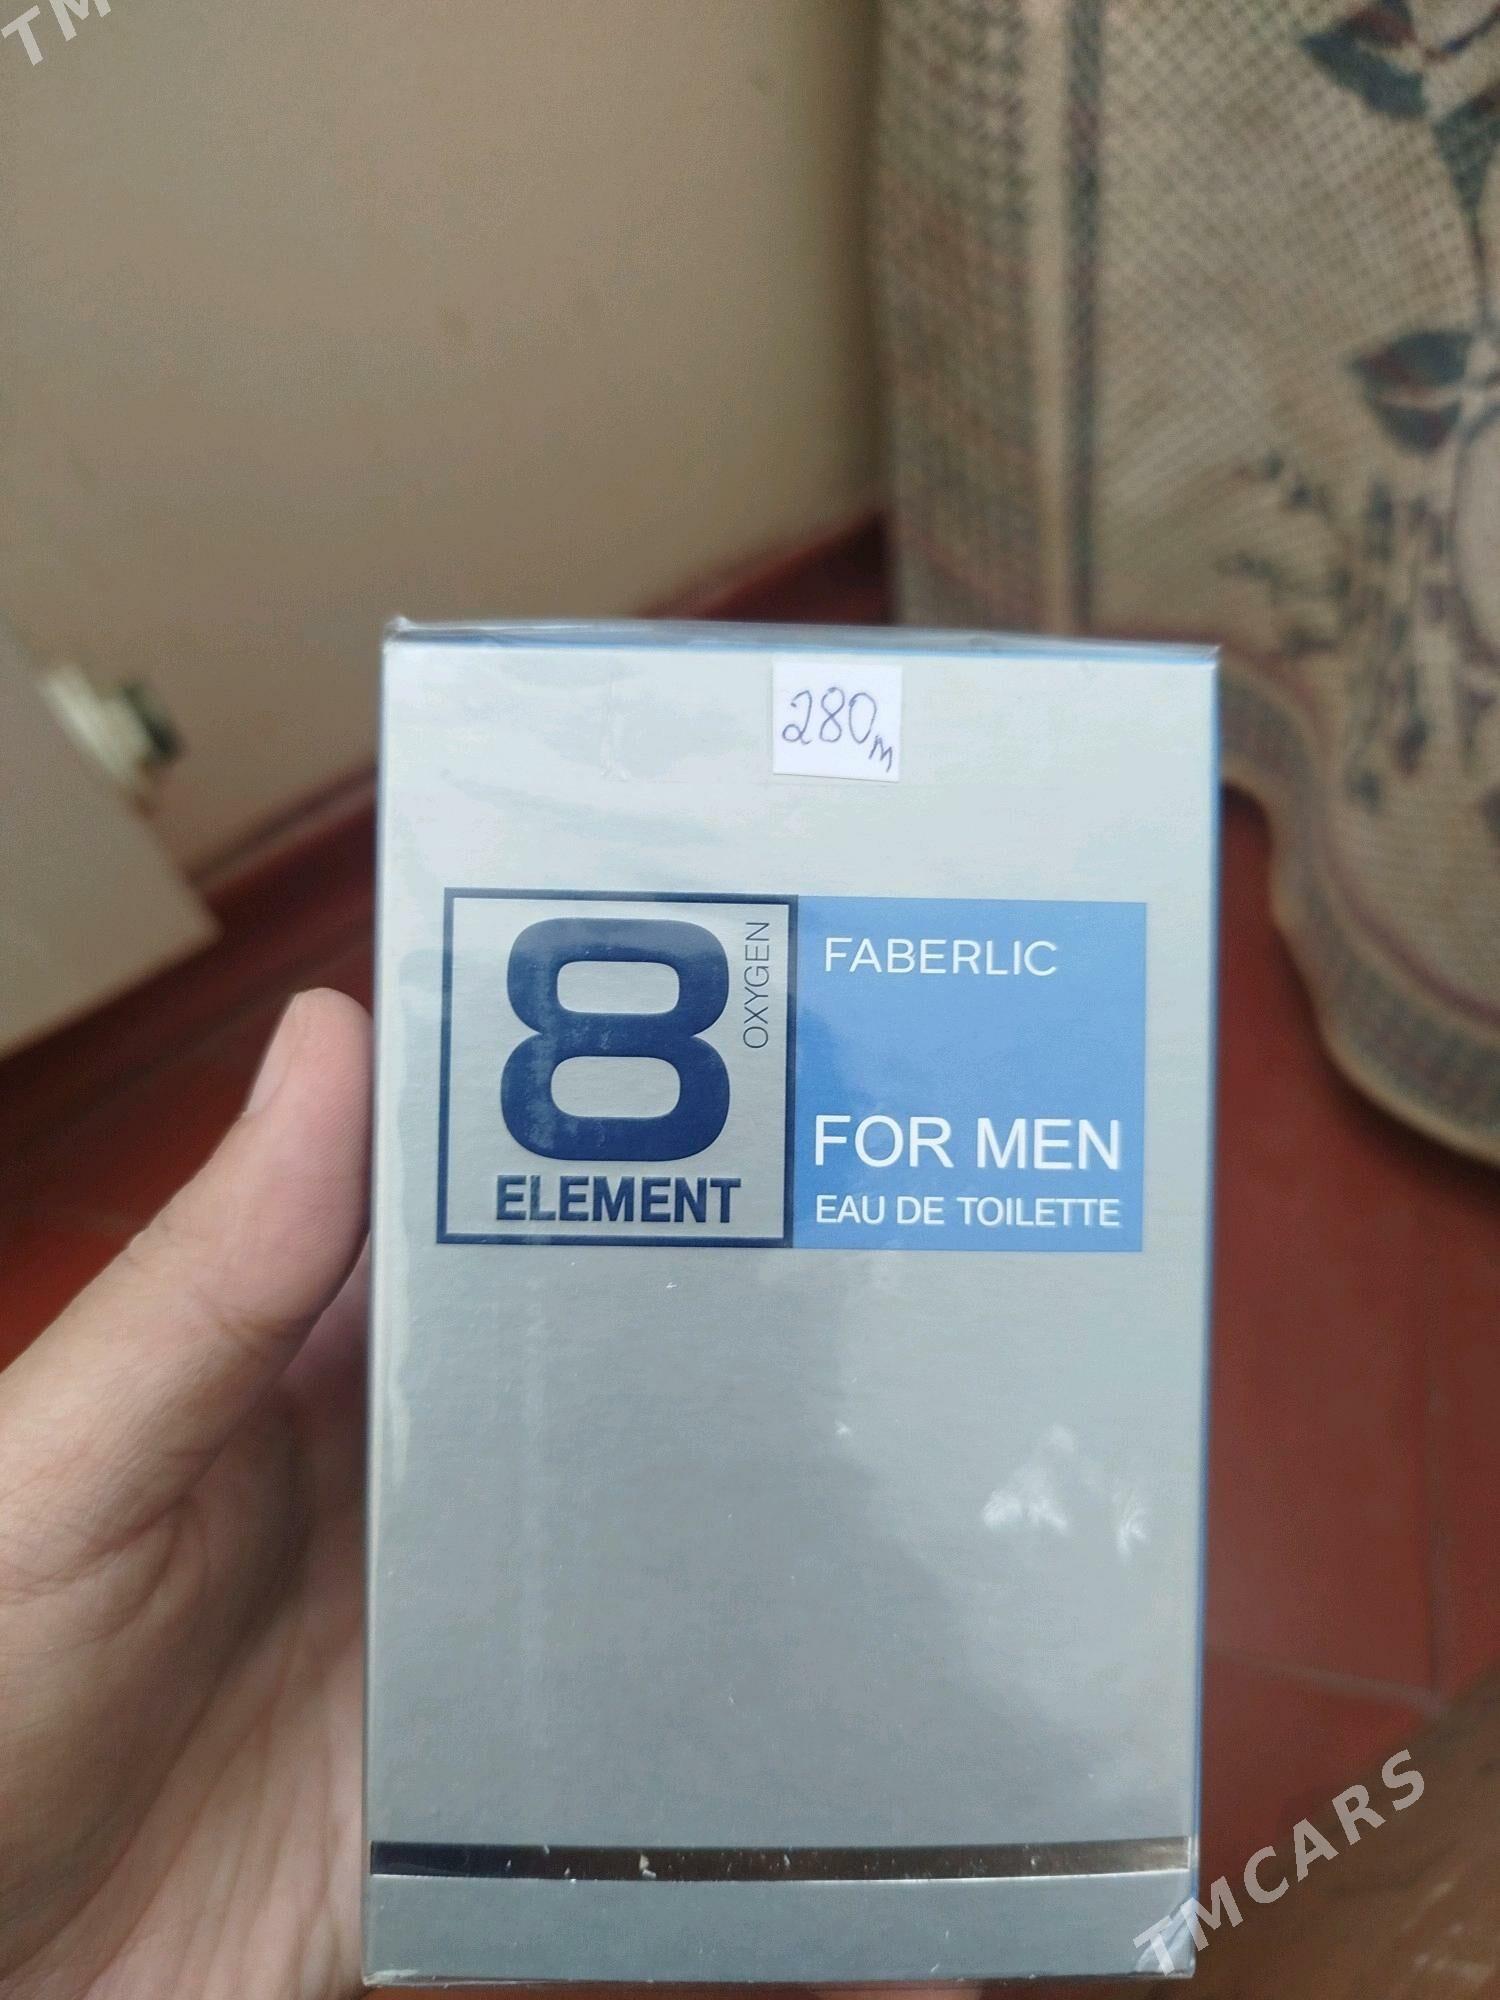 TM
280m
8
OXYGEN
ELEMENT
FABERLIC
FOR MEN
EAU DE TOILETTE
TMCARS